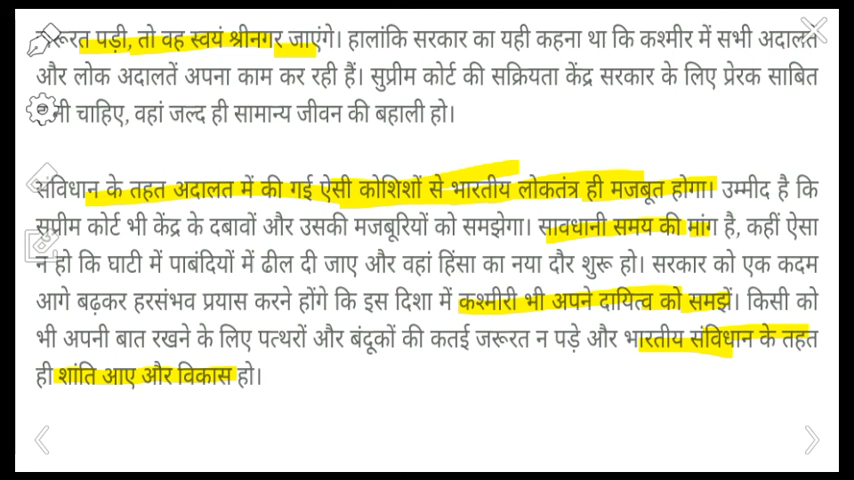 जरूरत पड़ी, तो वह स्वयं श्रीनगर जाएंगे। हालांकि सरकार का यही कहना था कि कश्मीर में सभी अदालत
और लोक अदालतें अपना काम कर रही हैं। सुप्रीम कोर्ट की सक्रियता केंद्र सरकार के लिए प्रेरक साबित
होनी चाहिए, वहां जल्द ही सामान्य जीवन की बहाली हो।
संविधान के तहत अदालत में की गई ऐसी कोशिशों से भारतीय लोकतंत्र ही मजबूत होगा। उम्मीद है कि
सुप्रीम कोर्ट भी केंद्र के दबावों और उसकी मजबूरियों को समझेगा। सावधानी समय की मांग है, कहीं ऐसा
न हो कि घाटी में पाबंदियों में ढील दी जाए और वहां हिंसा का नया दौर शुरू हो। सरकार को एक कदम
आगे बढ़कर हरसंभव प्रयास करने होंगे कि इस दिशा में कश्मीरी भी अपने दायित्व को समझें। किसी को
भी अपनी बात रखने के लिए पत्थरों और बंदूकों की कतई जरूरत न पड़े और भारतीय संविधान के तहत
ही शांति आए और विकास हो।